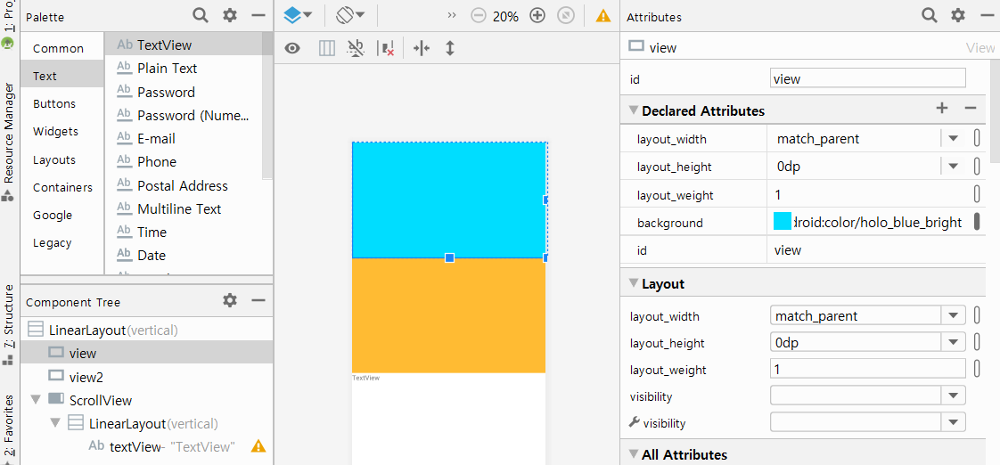 1: Proj
Resource Manager
7: Structure
2: Favorites
Palette
Common
Text
Buttons
Widgets
Layouts
Containers
Google
Legacy
Ab TextView
Ab Plain Text
Ab Password
Ab Password (Nume...
Ab E-mail
Ab Phone
Ab Postal Address
Ab Multiline Text
Ab Time
Ab Date
Component Tree
LinearLayout(vertical)
view
view2
ScrollView
LinearLayout(vertical)
Ab textView- "TextView"
» 20%
TextView
Attributes
view View
id view
Declared Attributes
layout_width match_parent
layout_height 0dp
layout_weight 1
background droid:color/holo_blue_bright
id view
Layout
layout_width match_parent
layout_height 0dp
layout_weight 1
visibility
visibility
All Attributes